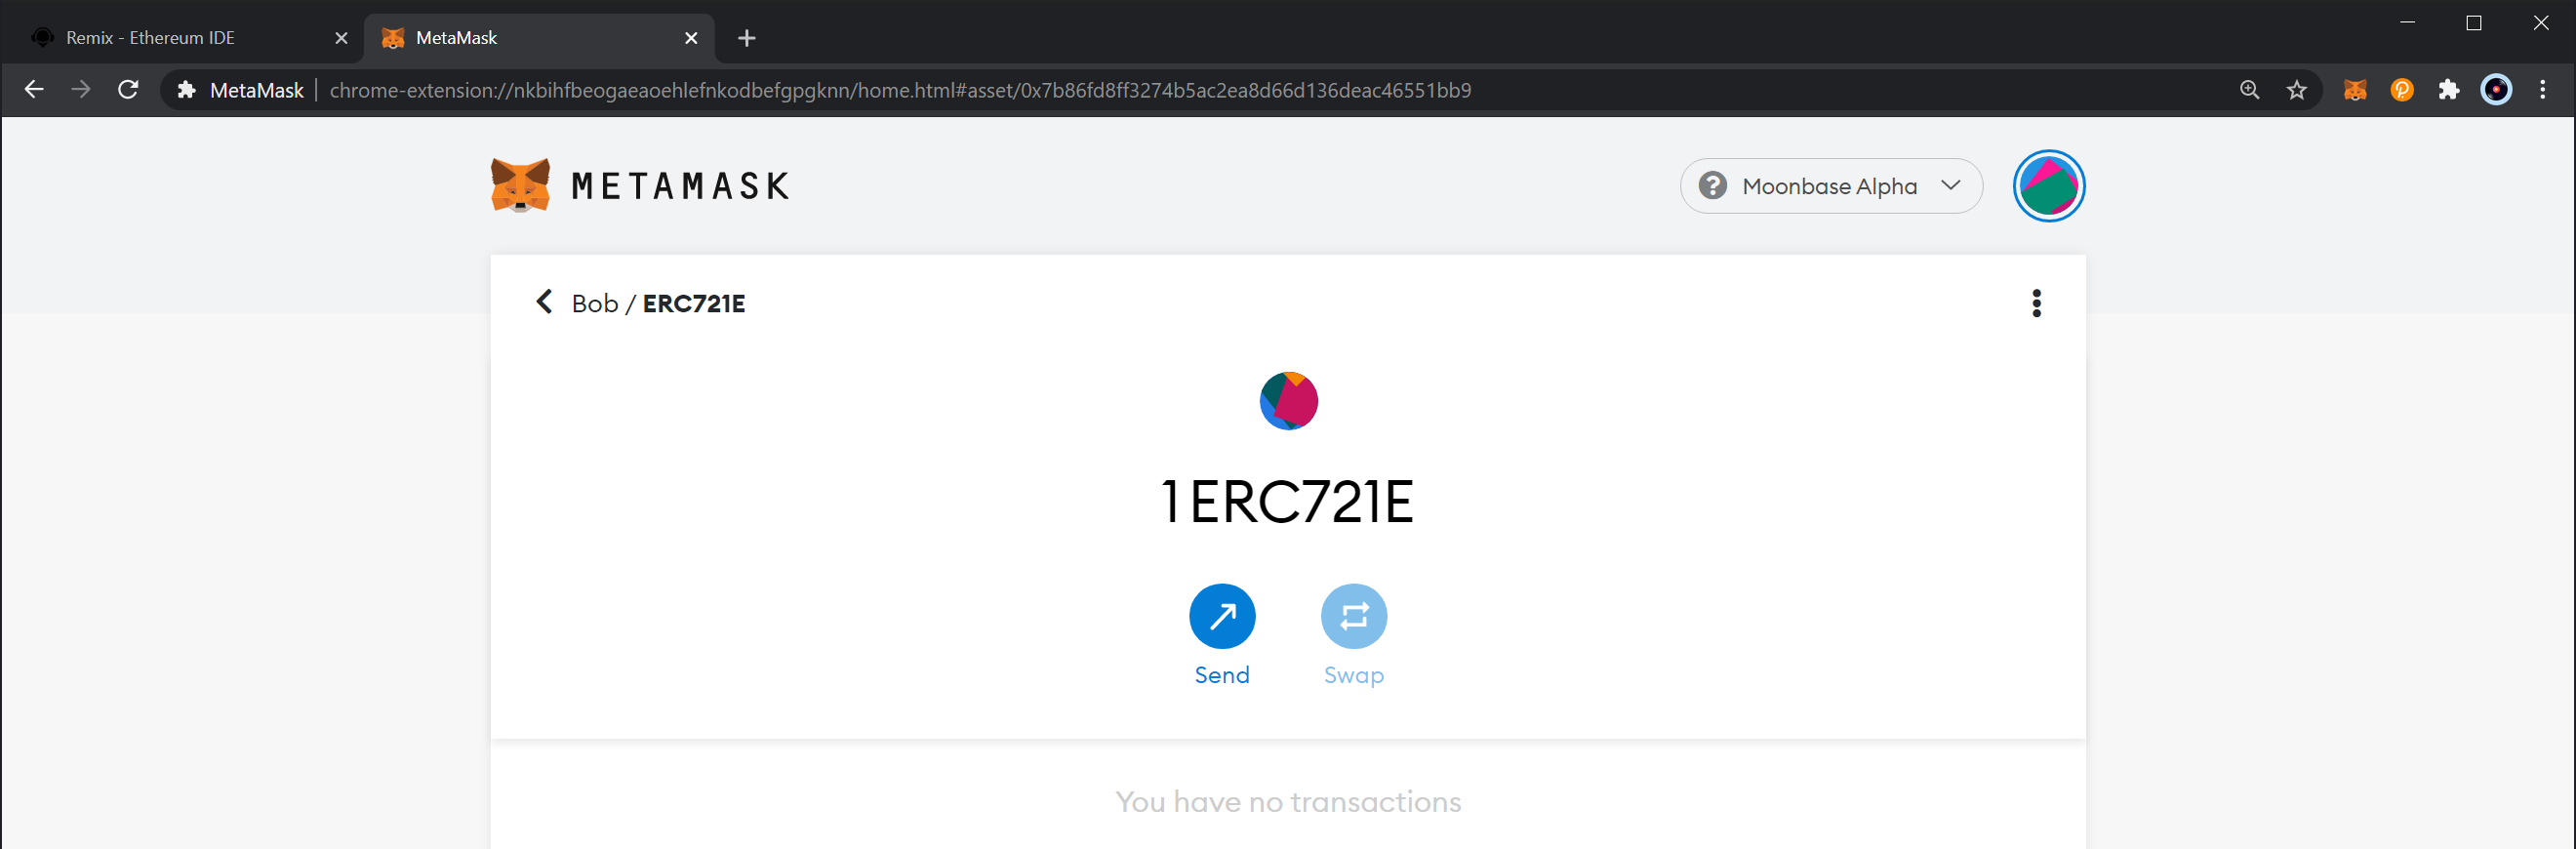 Remix - Ethereum IDE
MetaMask
MetaMask | chrome-extension://nkbihfbeogaeaoehlefnkodbefgpgknn/home.html#asset/0x7b86fd8ff3274b5ac2ea8d66d136deac46551bb9
METAMASK
? Moonbase Alpha
Bob / ERC721E
1 ERC721E
Send
Swap
You have no transactions